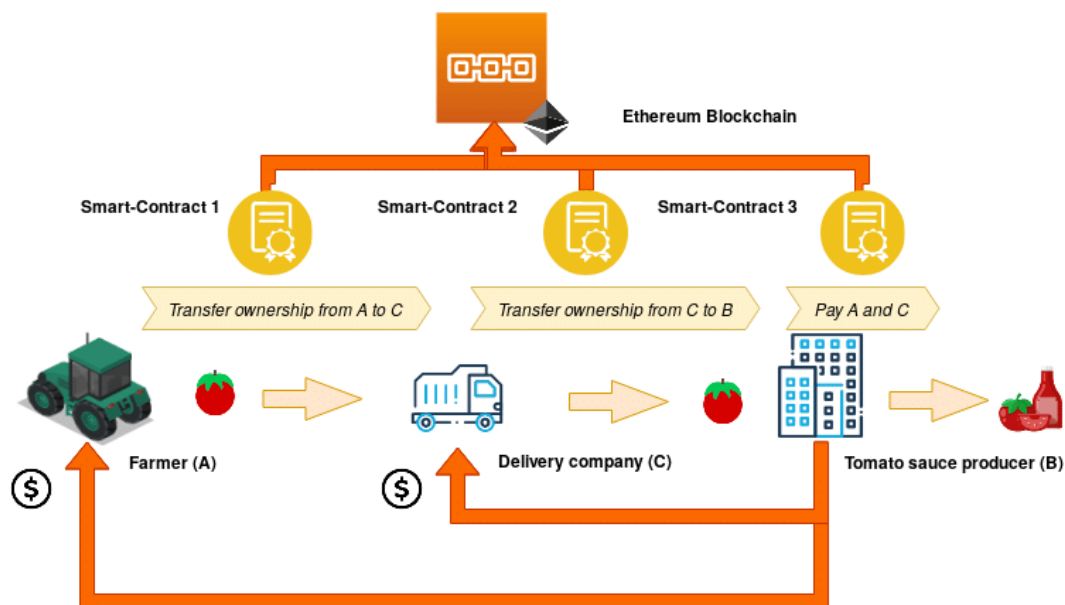 Ethereum Blockchain
Smart-Contract 1
Smart-Contract 2
Smart-Contract 3
Transfer ownership from A to C
Transfer ownership from C to B
Pay A and C
Farmer (A)
Delivery company (C)
Tomato sauce producer (B)
$
$